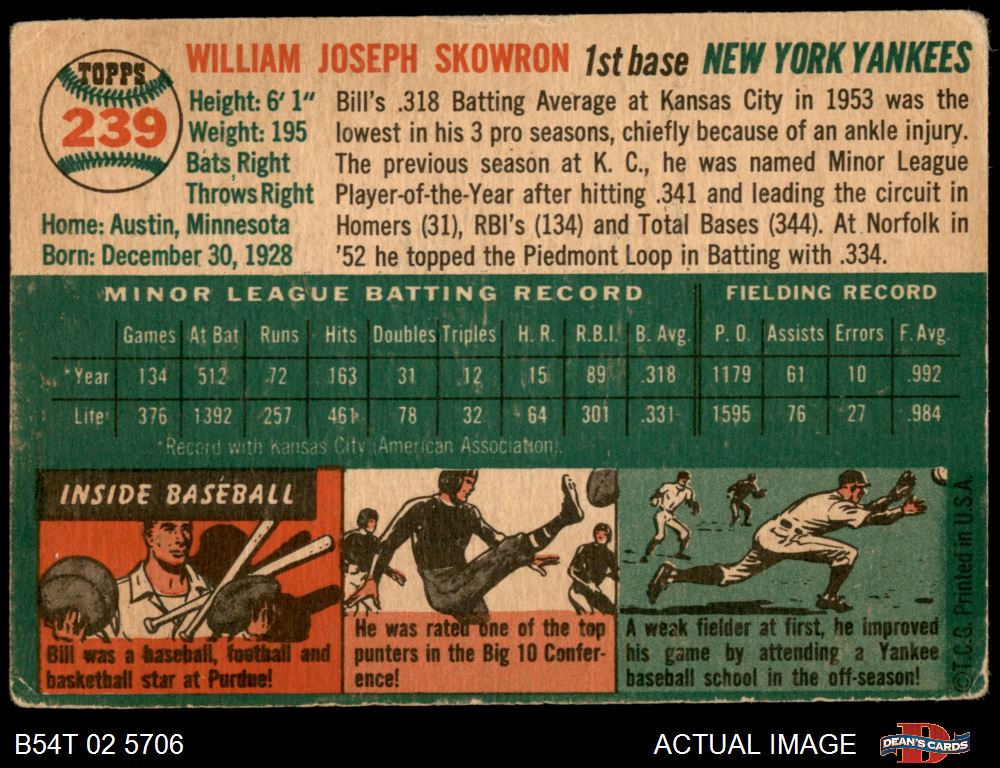 TOPPS
239
WILLIAM JOSEPH SKOWRON 1st base NEW YORK YANKEES
Height: 6' 1"
Weight: 195
Bats Right
Throws Right
Home: Austin, Minnesota
Born: December 30, 1928
Bill's .318 Batting Average at Kansas City in 1953 was the
lowest in his 3 pro seasons, chiefly because of an ankle injury.
The previous season at K. C., he was named Minor League
Player-of-the-Year after hitting .341 and leading the circuit in
Homers (31), RBI's (134) and Total Bases (344). At Norfolk in
'52 he topped the Piedmont Loop in Batting with .334.
MINOR LEAGUE BATTING RECORD FIELDING RECORD
Games At Bat Runs Hits Doubles Triples H. R. R.B.I. B. Avg. P. O. Assists Errors F. Avg.
*Year 134 512 72 163 31 12 15 89 .318 1179 61 10 .992
Life 376 1392 257 461 78 32 64 301 .331 1595 76 27 .984
*Record with Kansas City (American Association).
INSIDE BASEBALL
Bill was a baseball, football and
basketball star at Purdue!
He was rated one of the top
punters in the Big 10 Confer-
ence!
A weak fielder at first, he improved
his game by attending a Yankee
baseball school in the off-season!
©T.C.G. Printed in U.S.A
B54T 02 5706
ACTUAL IMAGE
DEAN'S CARDS